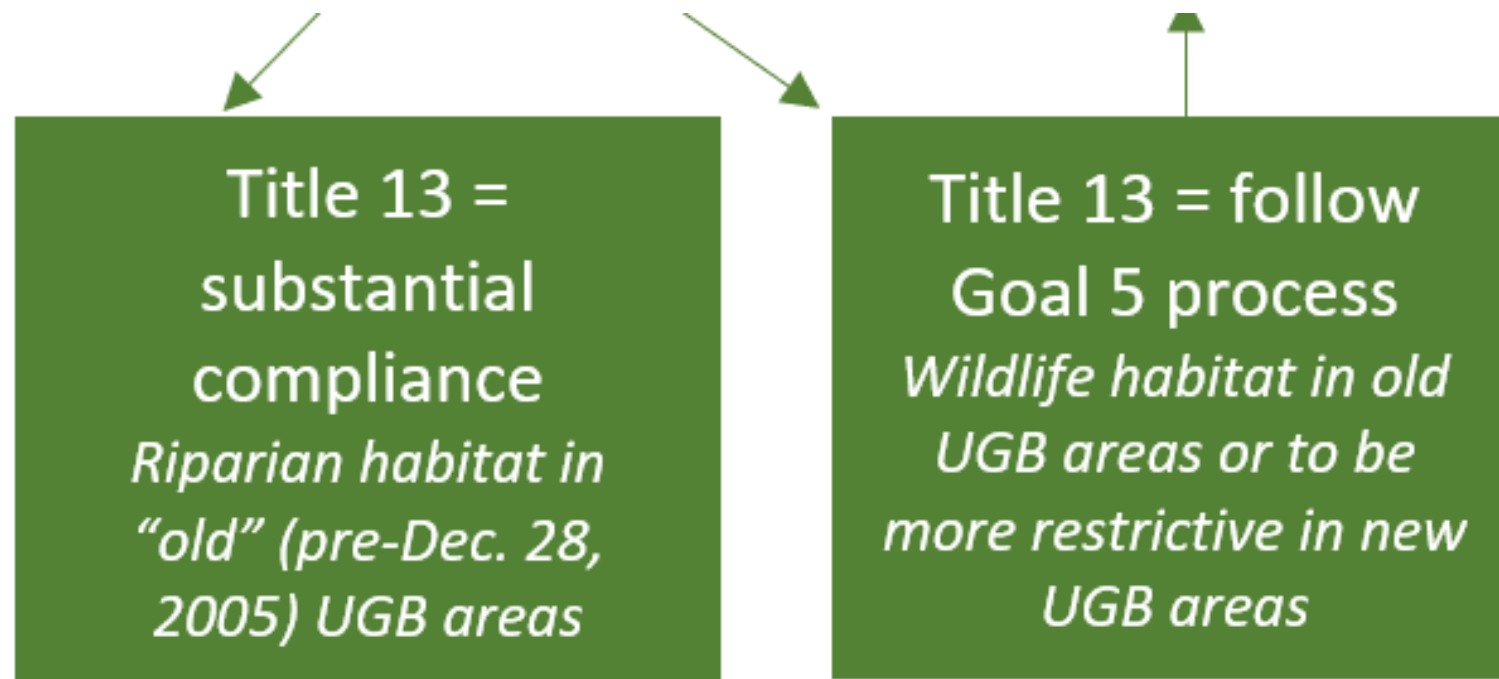 Title 13 =
substantial
compliance
Riparian habitat in
“old” (pre-Dec. 28,
2005) UGB areas
Title 13 = follow
Goal 5 process
Wildlife habitat in old
UGB areas or to be
more restrictive in new
UGB areas